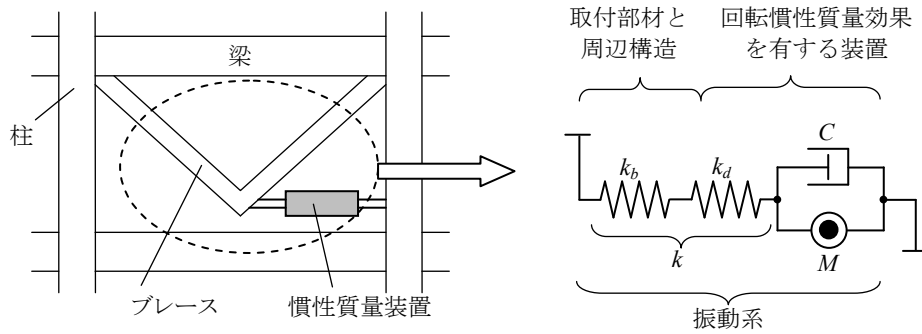 梁
柱
ブレース
慣性質量装置
取付部材と
周辺構造
回転慣性質量効果
を有する装置
C
k_b
k_d
k
M
振動系